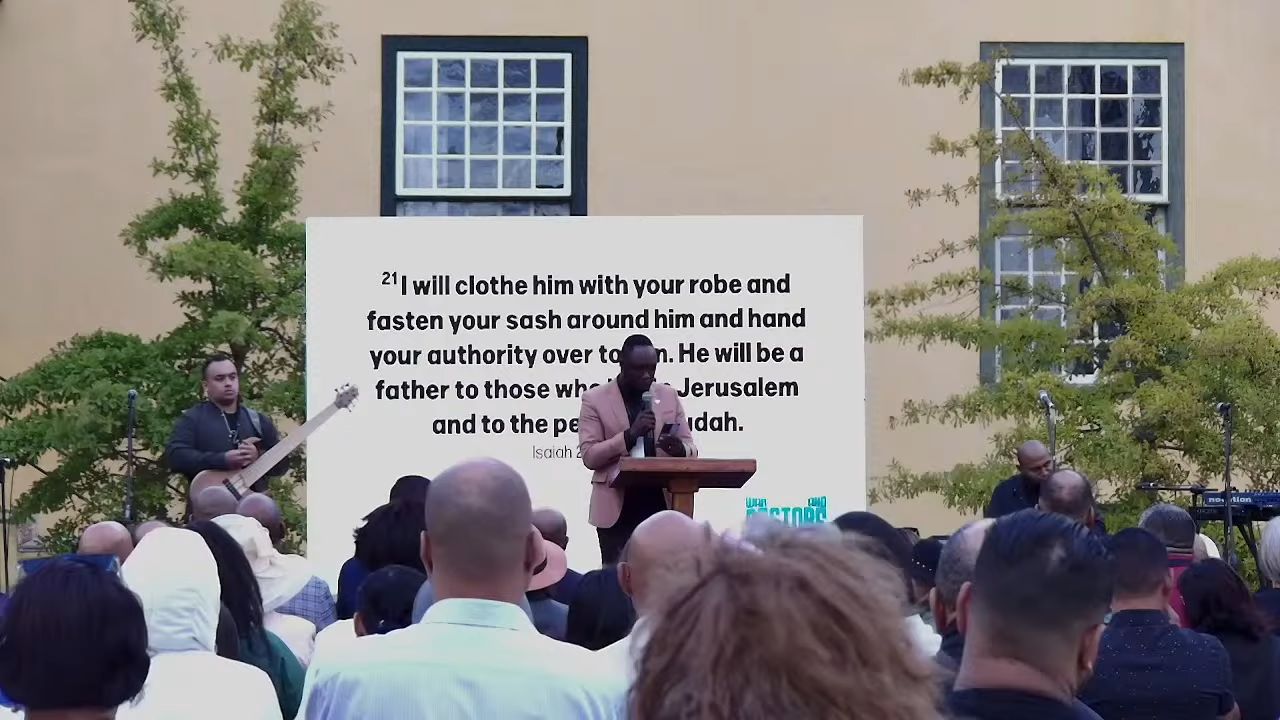 21 I will clothe him with your robe and
fasten your sash around him and hand
your authority over to m. He will be a
father to those who Jerusalem
and to the pe udah.
Isaiah 2
novation